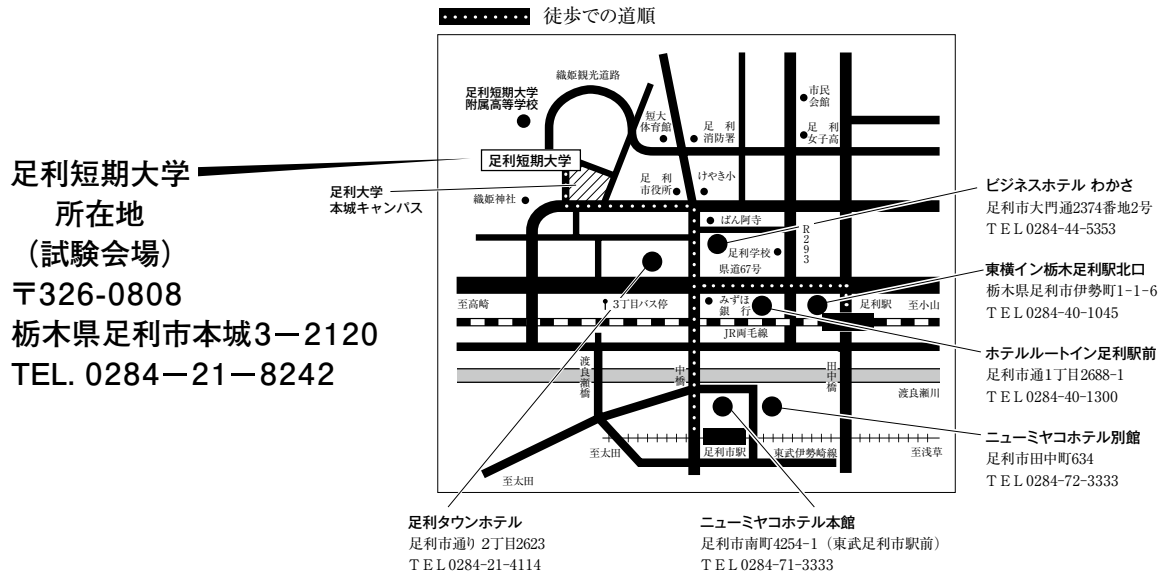 徒歩での道順
織姫観光道路
足利短期大学
附属高等学校
市民
会館
短大
体育館
足利
消防署
足利
女子高
足利短期大学
足利短期大学
所在地
(試験会場)
〒326-0808
栃木県足利市本城3－2120
TEL. 0284－21－8242
足利大学
本城キャンパス
織姫神社
足利
市役所
けやき小
ばん阿寺
足利学校
R293
県道67号
至高崎
3丁目バス停
みずほ
銀行
足利駅
至小山
JR両毛線
渡良瀬橋
中橋
田中橋
渡良瀬川
至太田
足利市駅
東武伊勢崎線
至浅草
至太田
ビジネスホテル わかさ
足利市大門通2374番地2号
TEL0284-44-5353
東横イン栃木足利駅北口
栃木県足利市伊勢町1-1-6
TEL0284-40-1045
ホテルルートイン足利駅前
足利市通1丁目2688-1
TEL0284-40-1300
ニューミヤコホテル別館
足利市田中町634
TEL0284-72-3333
足利タウンホテル
足利市通り 2丁目2623
TEL0284-21-4114
ニューミヤコホテル本館
足利市南町4254-1（東武足利市駅前）
TEL0284-71-3333